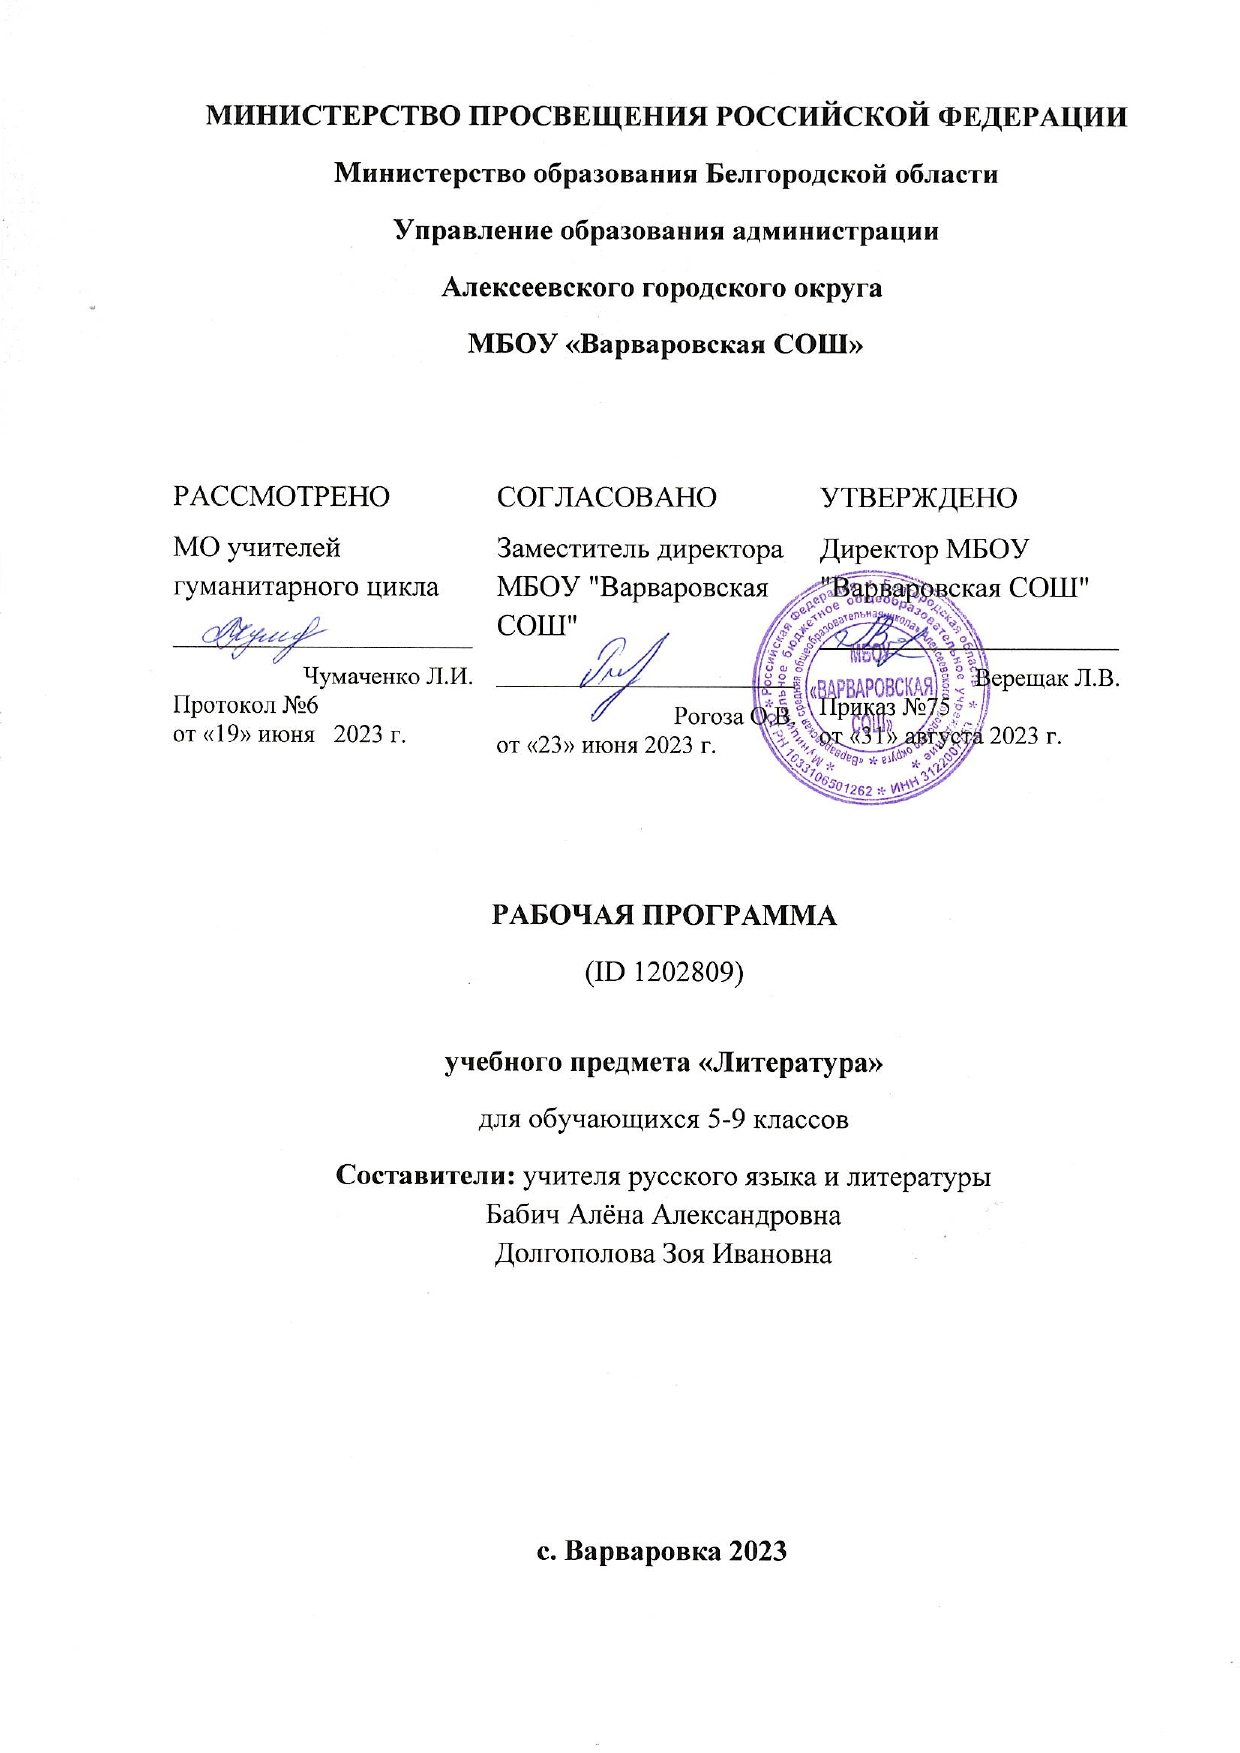 МИНИСТЕРСТВО ПРОСВЕЩЕНИЯ РОССИЙСКОЙ ФЕДЕРАЦИИ
Министерство образования Белгородской области
Управление образования администрации
Алексеевского городского округа
МБОУ «Варваровская СОШ»
РАССМОТРЕНО
МО учителей
гуманитарного цикла
Чумаченко Л.И.
Протокол №6
от «19» июня 2023 г.
СОГЛАСОВАНО
Заместитель директора
МБОУ "Варваровская
СОШ"
Рогоза О.В.
от «23» июня 2023 г.
УТВЕРЖДЕНО
Директор МБОУ
"Варваровская СОШ"
Верещак Л.В.
Приказ №75
от «31» августа 2023 г.
МБОУ
«ВАРВАРОВСКАЯ
СОШ»
РАБОЧАЯ ПРОГРАММА
(ID 1202809)
учебного предмета «Литература»
для обучающихся 5-9 классов
Составители: учителя русского языка и литературы
Бабич Алёна Александровна
Долгополова Зоя Ивановна
с. Варваровка 2023